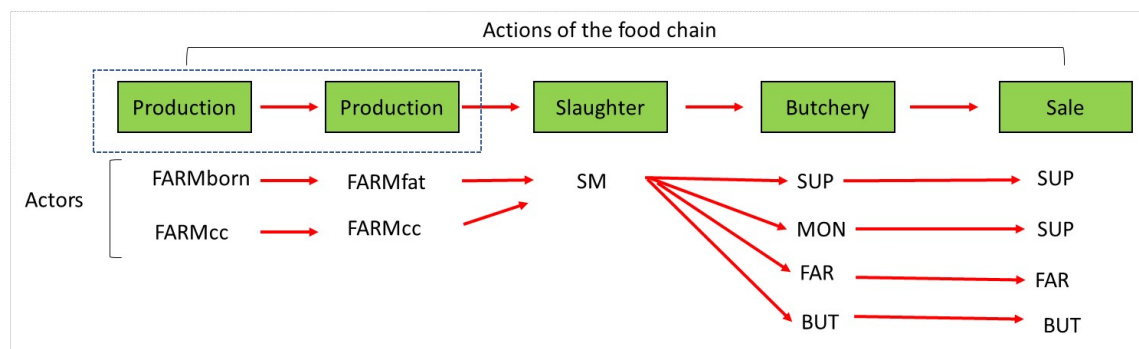 Actions of the food chain
Production Production Slaughter Butchery Sale
Actors
FARMborn FARMfat SM SUP SUP
FARMcc FARMcc MON SUP
FAR FAR
BUT BUT